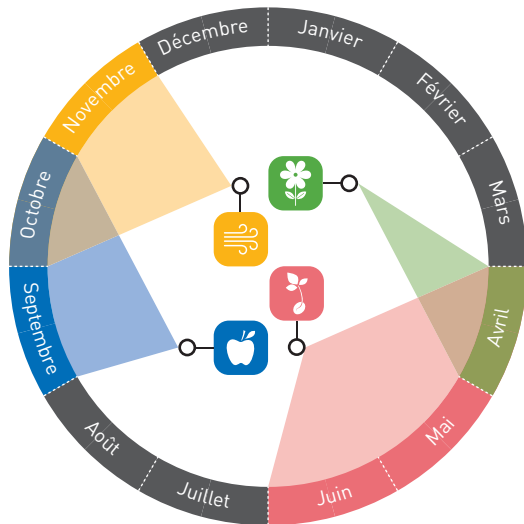 Janvier
Février
Mars
Avril
Mai
Juin
Juillet
Août
Septembre
Octobre
Novembre
Décembre